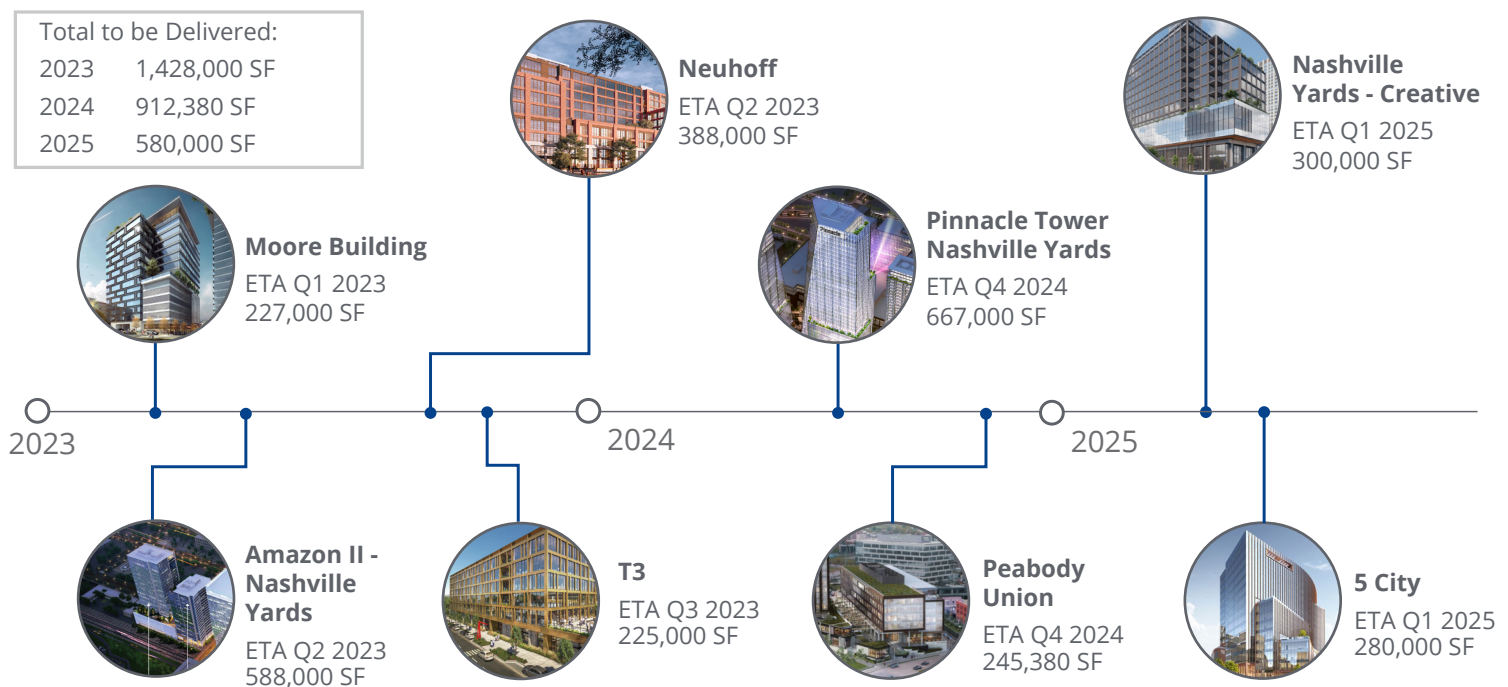 Total to be Delivered:
2023 1,428,000 SF
2024 912,380 SF
2025 580,000 SF
Neuhoff
ETA Q2 2023
388,000 SF
Nashville
Yards - Creative
ETA Q1 2025
300,000 SF
Moore Building
ETA Q1 2023
227,000 SF
Pinnacle
Pinnacle Tower
Nashville Yards
ETA Q4 2024
667,000 SF
2023
2024
2025
Amazon II -
Nashville
Yards
ETA Q2 2023
588,000 SF
T3
ETA Q3 2023
225,000 SF
Peabody
Union
ETA Q4 2024
245,380 SF
5 City
ETA Q1 2025
280,000 SF